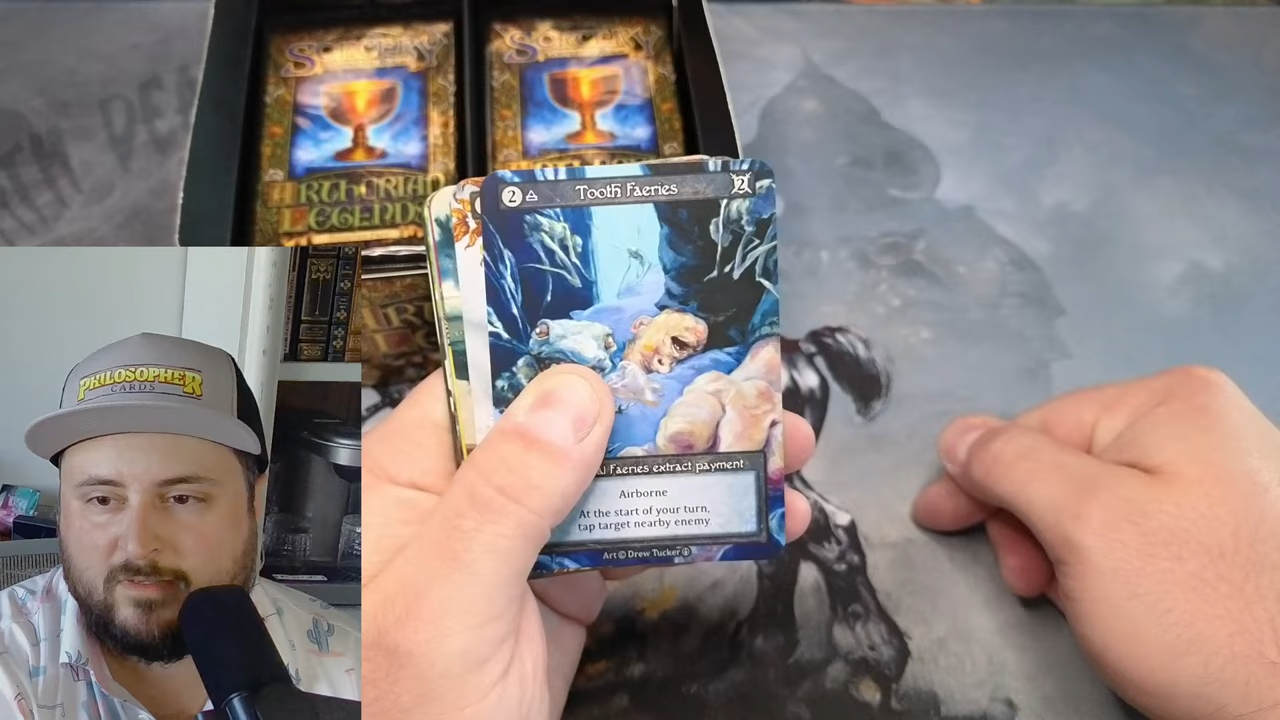 SORCERY
SORCERY
ARTHURIAN
LEGENDS
PHILOSOPHER
CARDS
2
Tooth Faeries
2
Faeries extract payment
Airborne
At the start of your turn,
tap target nearby enemy
Art © Drew Tucker